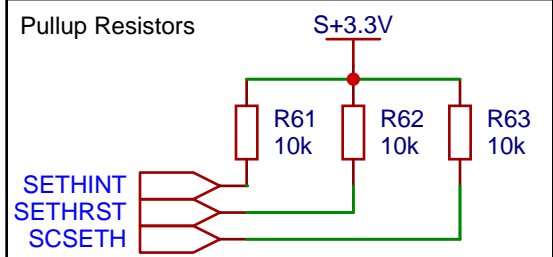 Pullup Resistors
S+3.3V
R61
10k
R62
10k
R63
10k
SETHINT
SETHRST
SCSETH